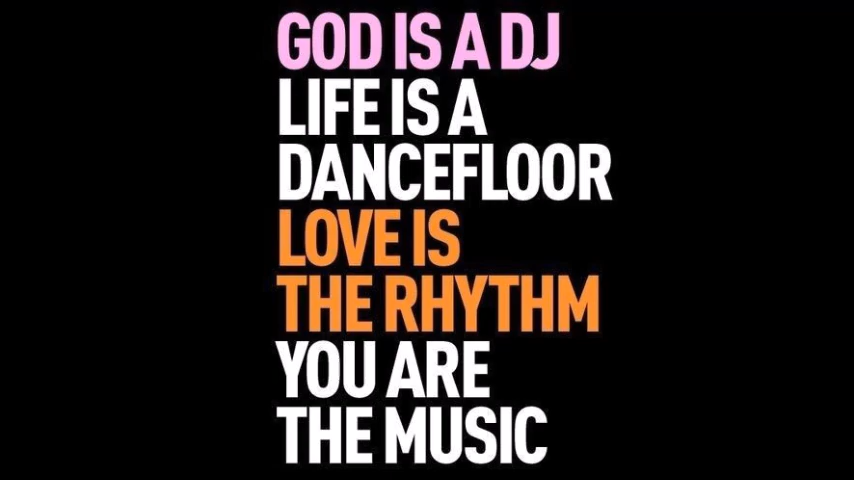 GOD IS A DJ
LIFE IS A
DANCEFLOOR
LOVE IS
THE RHYTHM
YOU ARE
THE MUSIC